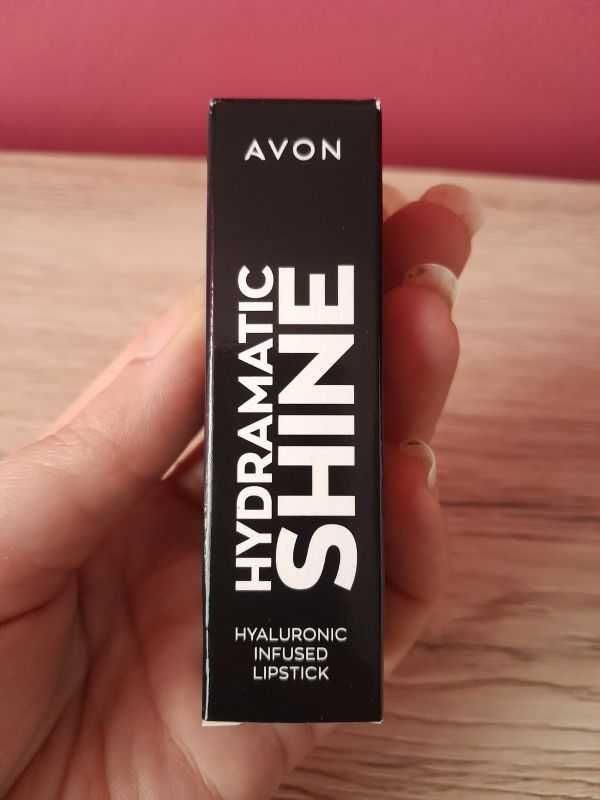 AVON
HYDRAMATIC
SHINE
HYALURONIC
INFUSED
LIPSTICK